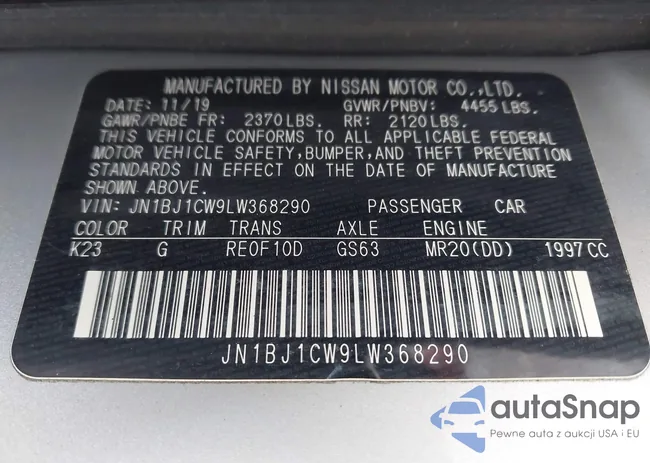 MANUFACTURED BY NISSAN MOTOR CO.,LTD.
DATE: 11/19 GVWR/PNBV: 4455 LBS.
GAWR/PNBE FR: 2370 LBS. RR: 2120 LBS.
THIS VEHICLE CONFORMS TO ALL APPLICABLE FEDERAL
MOTOR VEHICLE SAFETY, BUMPER, AND THEFT PREVENTION
STANDARDS IN EFFECT ON THE DATE OF MANUFACTURE
SHOWN ABOVE.
VIN: JN1BJ1CW9LW368290 PASSENGER CAR
COLOR TRIM TRANS AXLE ENGINE
K23 G RE0F10D GS63 MR20(DD) 1997 CC
JN1BJ1CW9LW368290
autaSnap
Pewne auta z aukcji USA i EU